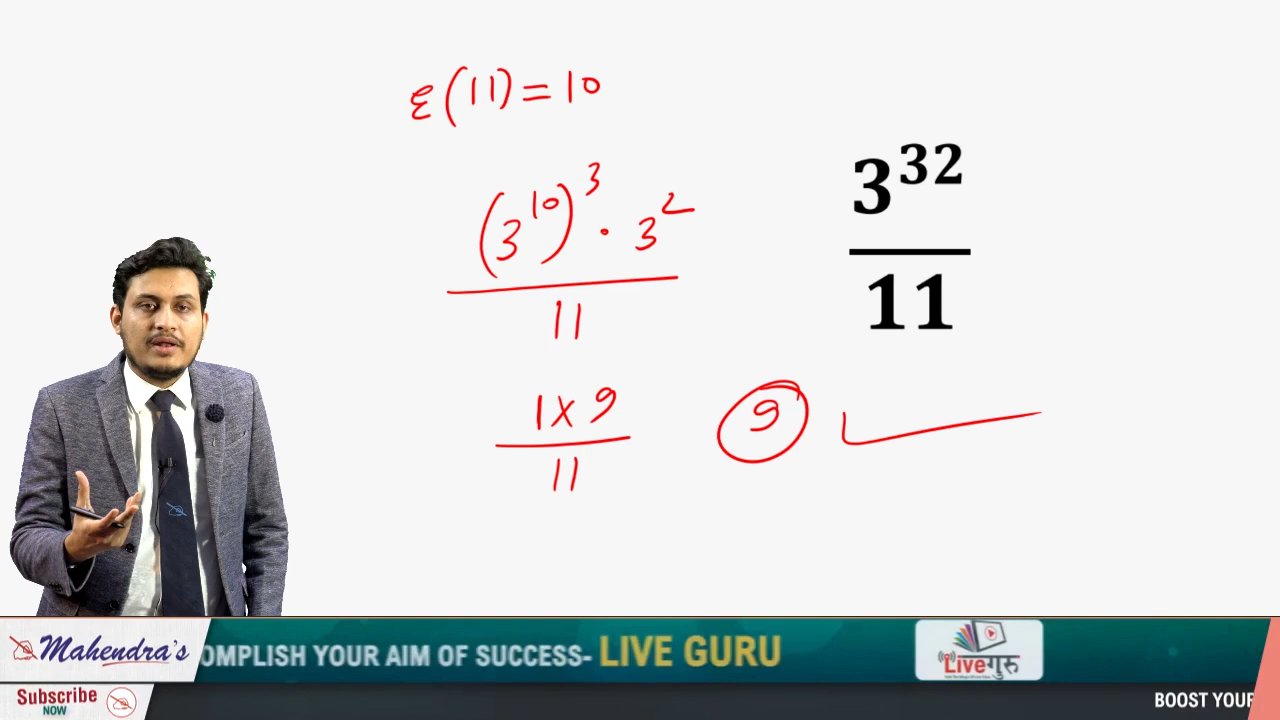 ε(11)=10
(3^10)^3 · 3^2
11
1×9
11
9
3^32
11
Mahendra's
OMPLISH YOUR AIM OF SUCCESS- LIVE GURU
Liveगुरु
Subscribe
NOW
BOOST YOUR